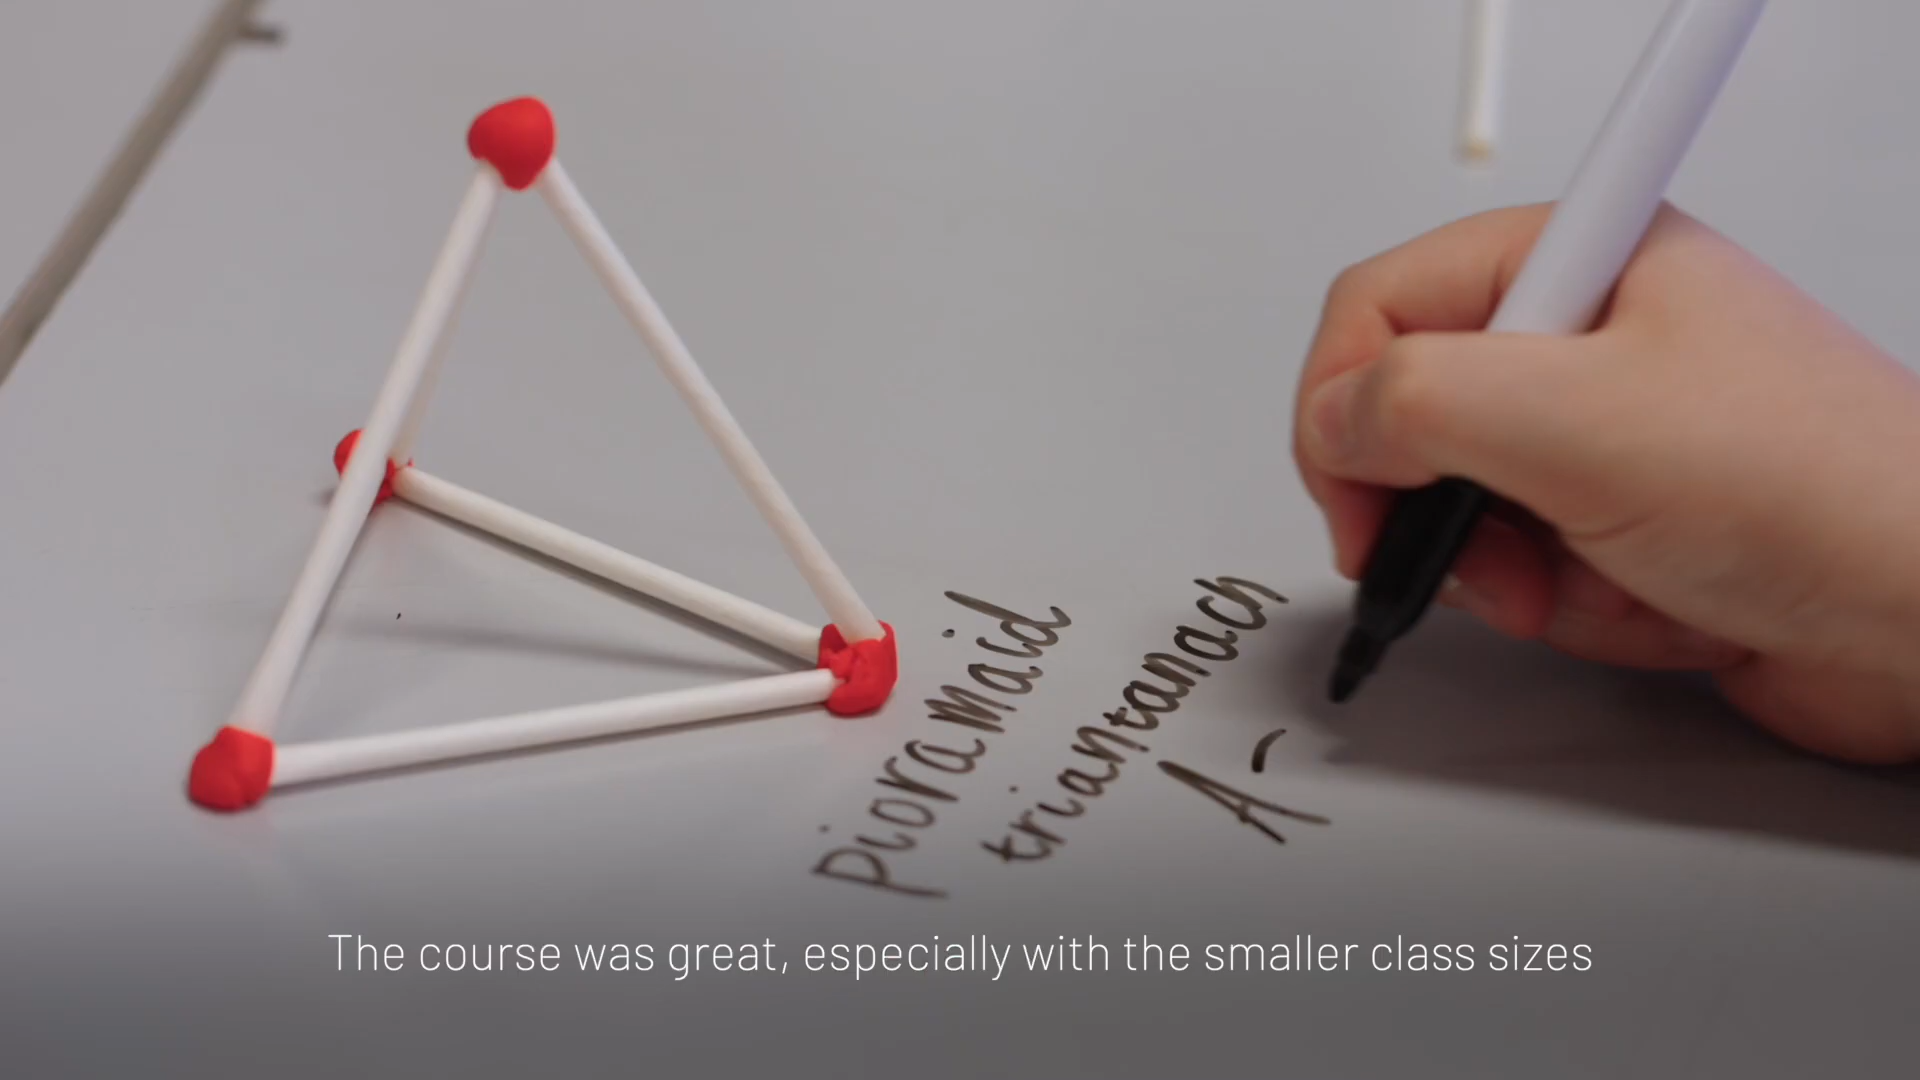 Pioramaid
triantanach
A-
The course was great, especially with the smaller class sizes